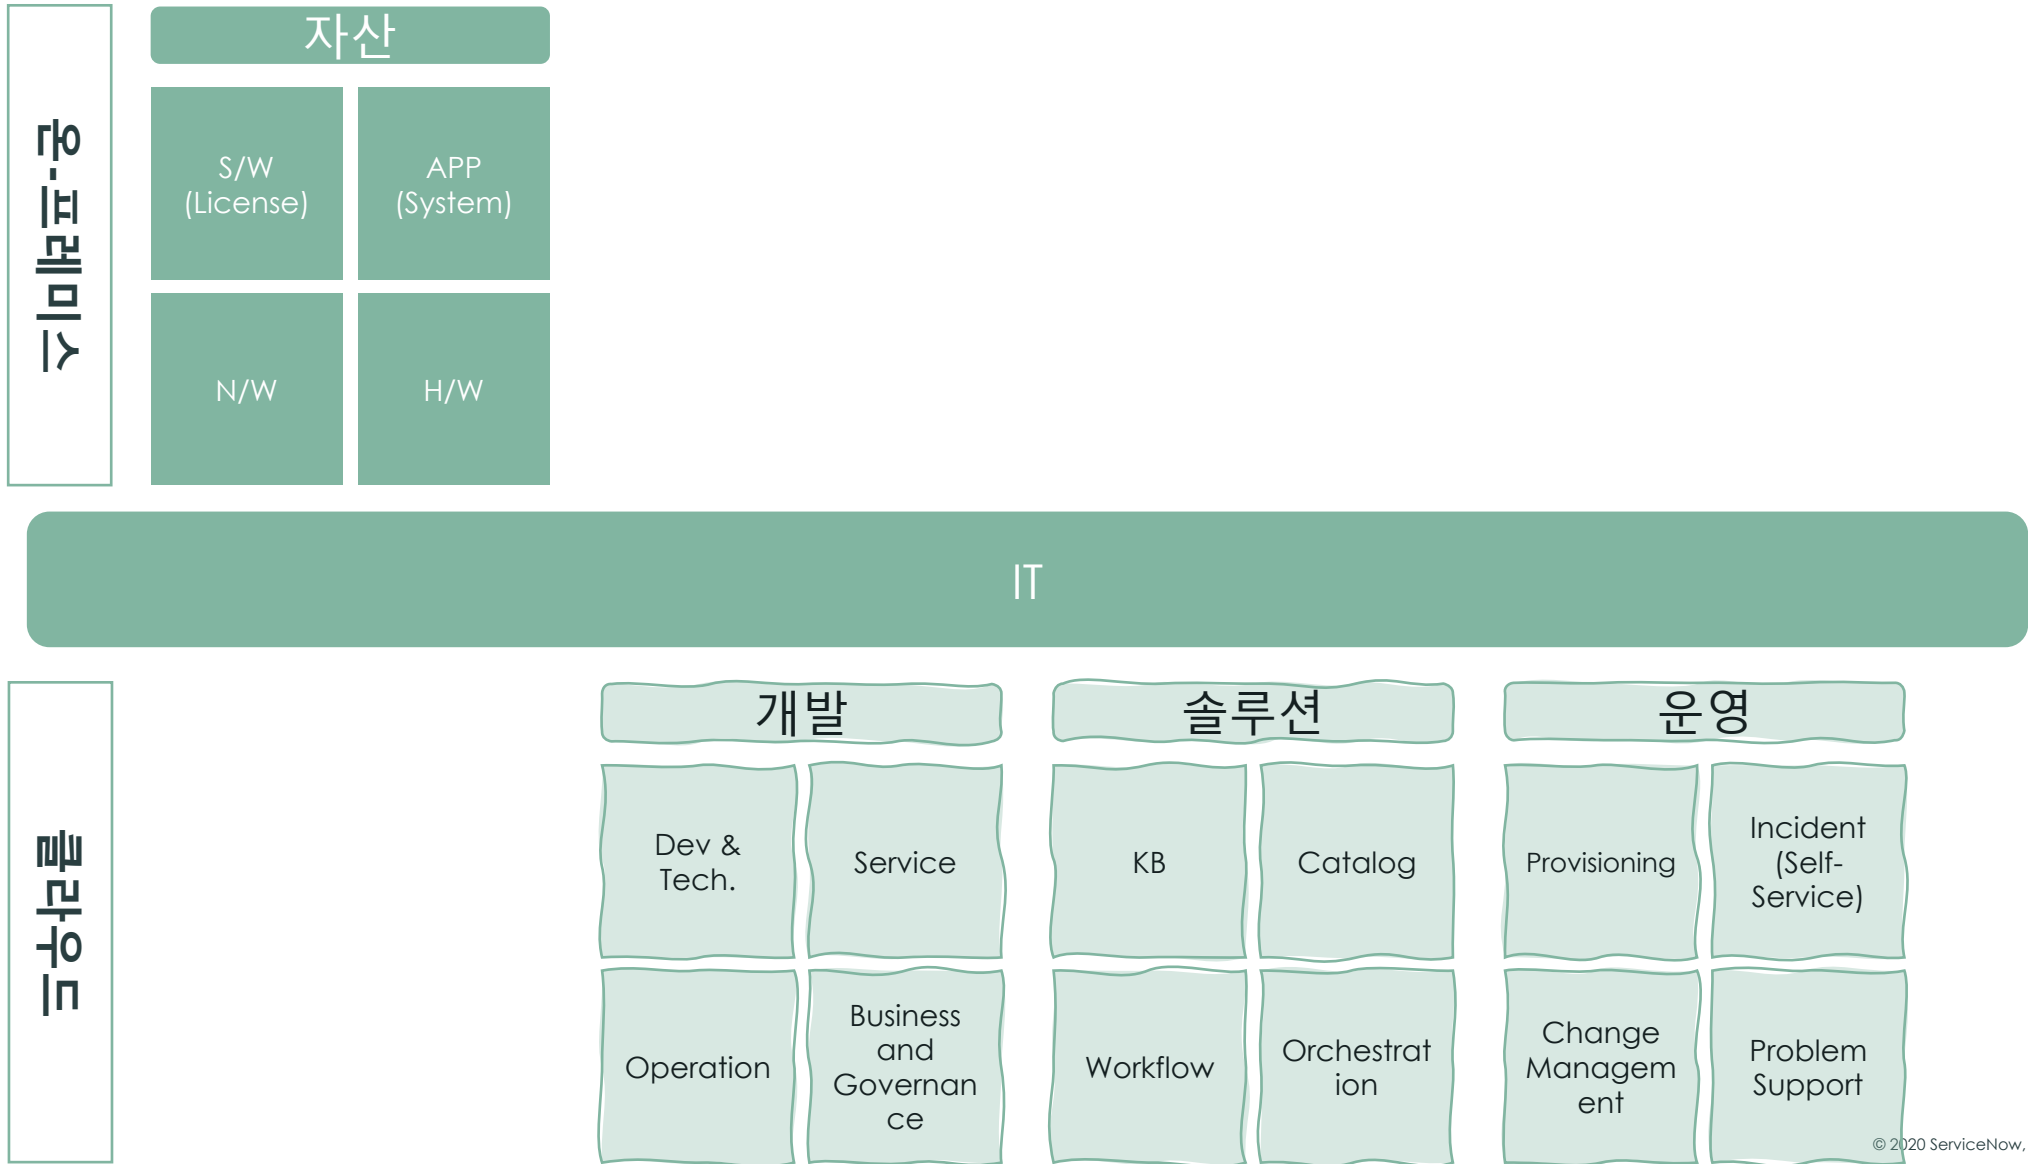 온-프레미스
자산
S/W
(License)
APP
(System)
N/W
H/W
IT
클라우드
개발
Dev &
Tech.
Service
Operation
Business
and
Governan
ce
솔루션
KB
Catalog
Workflow
Orchestrat
ion
운영
Provisioning
Incident
(Self-
Service)
Change
Managem
ent
Problem
Support
© 2020 ServiceNow,